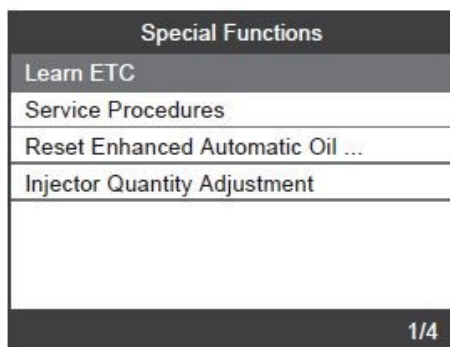 Special Functions
Learn ETC
Service Procedures
Reset Enhanced Automatic Oil ...
Injector Quantity Adjustment
1/4